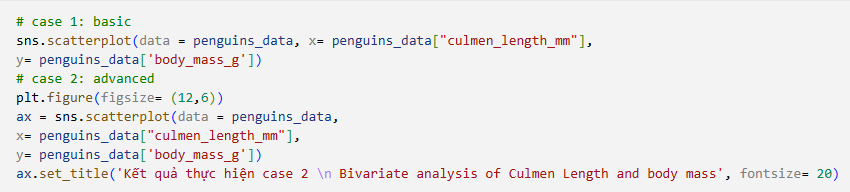 # case 1: basic
sns.scatterplot(data = penguins_data, x= penguins_data["culmen_length_mm"],
y= penguins_data['body_mass_g'])
# case 2: advanced
plt.figure(figsize= (12,6))
ax = sns.scatterplot(data = penguins_data,
x= penguins_data["culmen_length_mm"],
y= penguins_data['body_mass_g'])
ax.set_title('Kết quả thực hiện case 2 \n Bivariate analysis of Culmen Length and body mass', fontsize= 20)